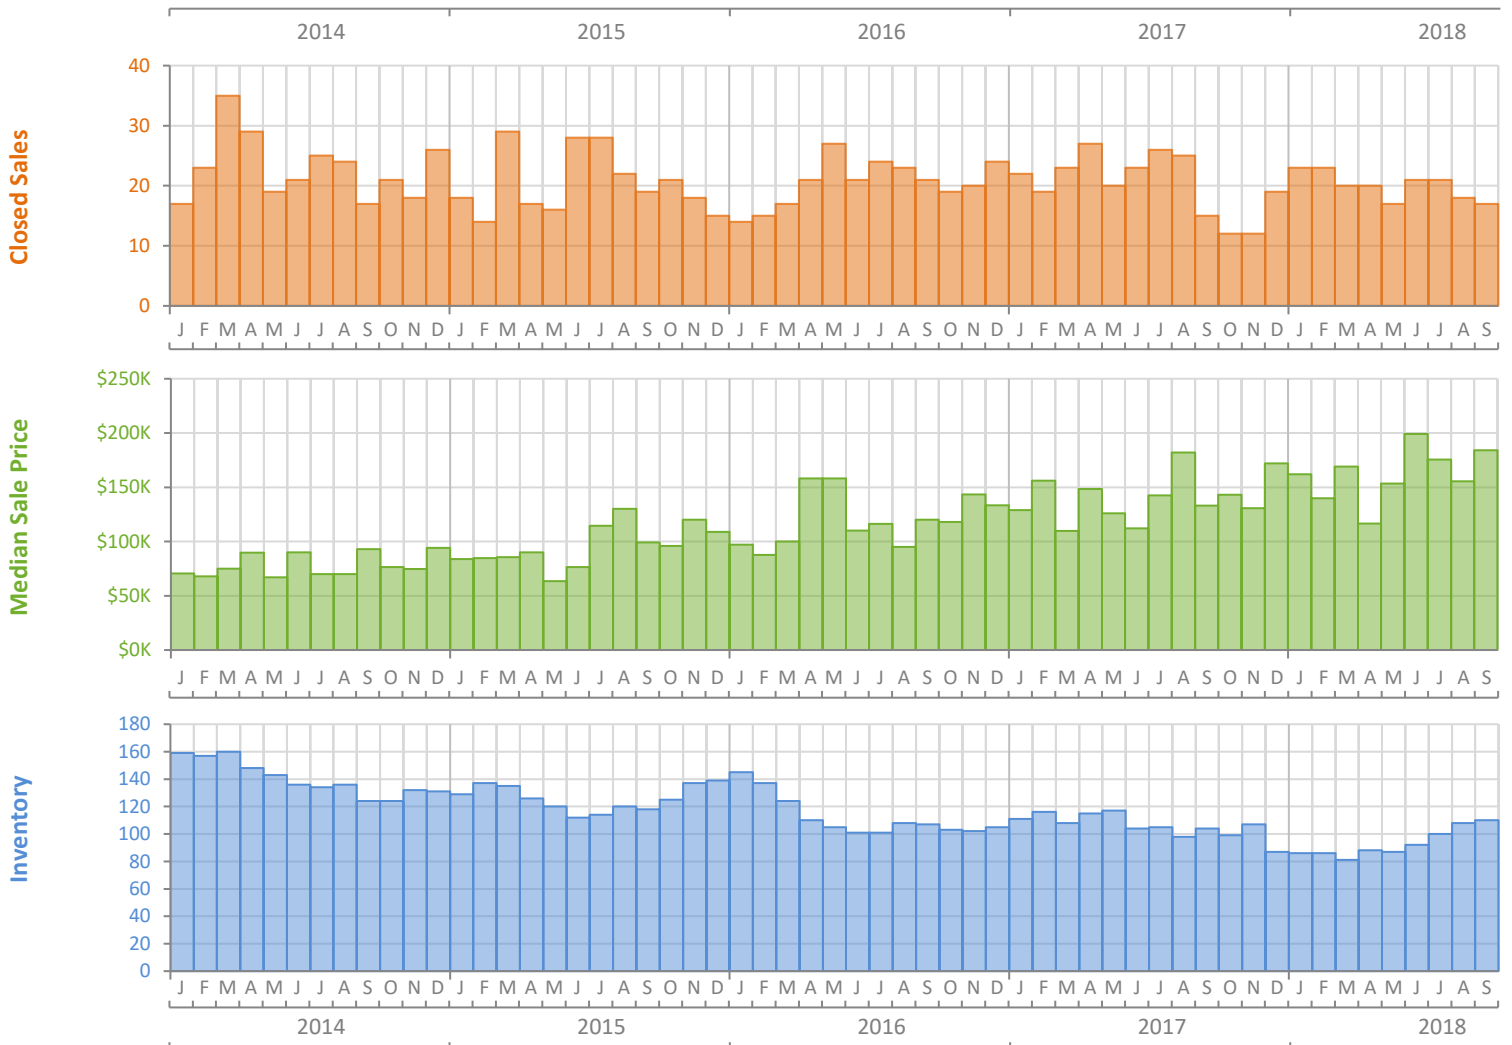 2014 2015 2016 2017 2018
Closed Sales
40
30
20
10
0
J F M A M J J A S O N D J F M A M J J A S O N D J F M A M J J A S O N D J F M A M J J A S O N D J F M A M J J A S
Median Sale Price
$250K
$200K
$150K
$100K
$50K
$0K
J F M A M J J A S O N D J F M A M J J A S O N D J F M A M J J A S O N D J F M A M J J A S O N D J F M A M J J A S
Inventory
180
160
140
120
100
80
60
40
20
0
J F M A M J J A S O N D J F M A M J J A S O N D J F M A M J J A S O N D J F M A M J J A S O N D J F M A M J J A S
2014 2015 2016 2017 2018